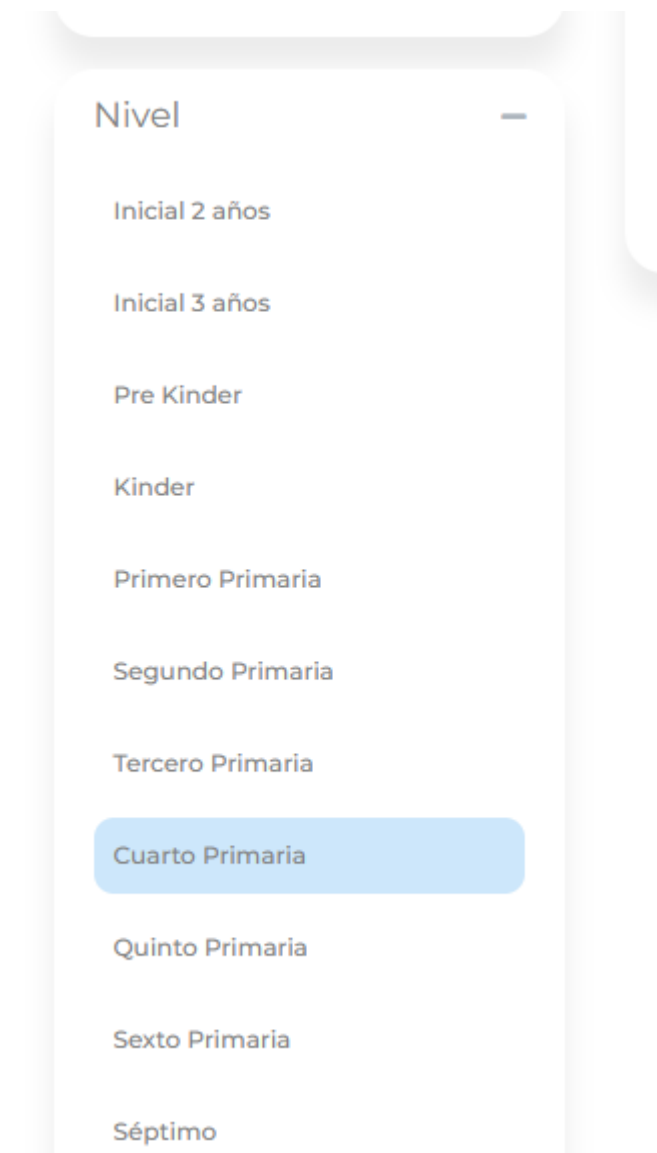 Nivel
Inicial 2 años
Inicial 3 años
Pre Kinder
Kinder
Primero Primaria
Segundo Primaria
Tercero Primaria
Cuarto Primaria
Quinto Primaria
Sexto Primaria
Séptimo